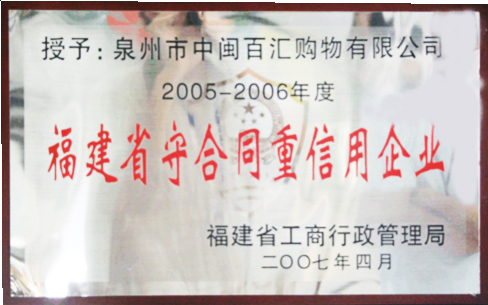 授予：泉州市中闽百汇购物有限公司
2005-2006年度
福建省守合同重信用企业
福建省工商行政管理局
二〇〇七年四月